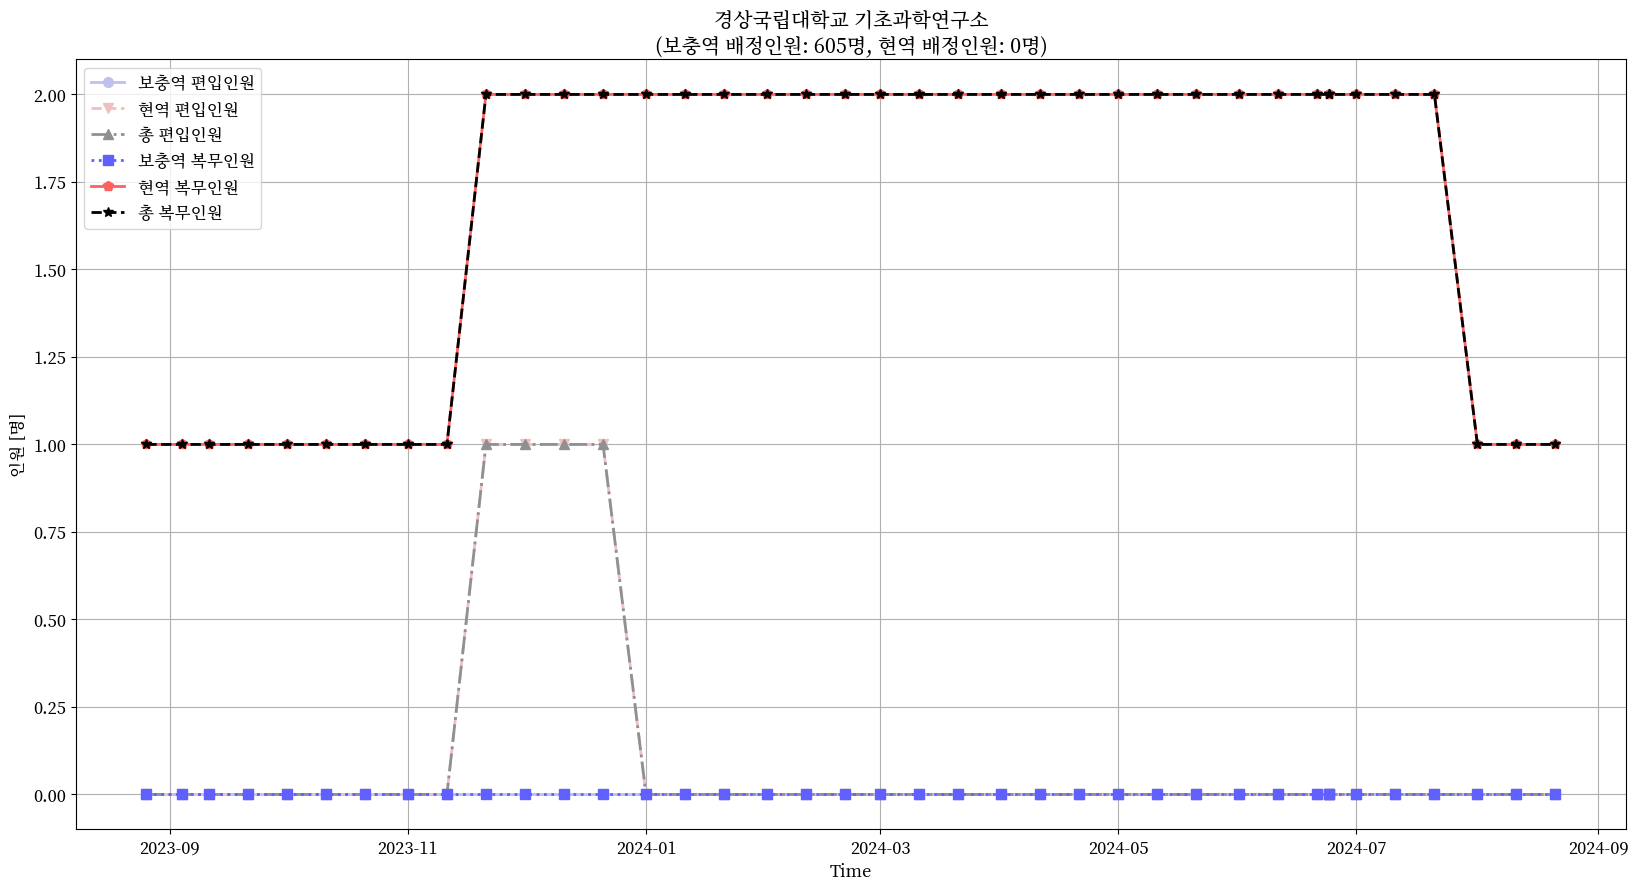 경상국립대학교 기초과학연구소
(보충역 배정인원: 605명, 현역 배정인원: 0명)
보충역 편입인원
현역 편입인원
총 편입인원
보충역 복무인원
현역 복무인원
총 복무인원
2.00
1.75
1.50
1.25
1.00
0.75
0.50
0.25
0.00
인원 [명]
2023-09 2023-11 2024-01 2024-03 2024-05 2024-07 2024-09
Time